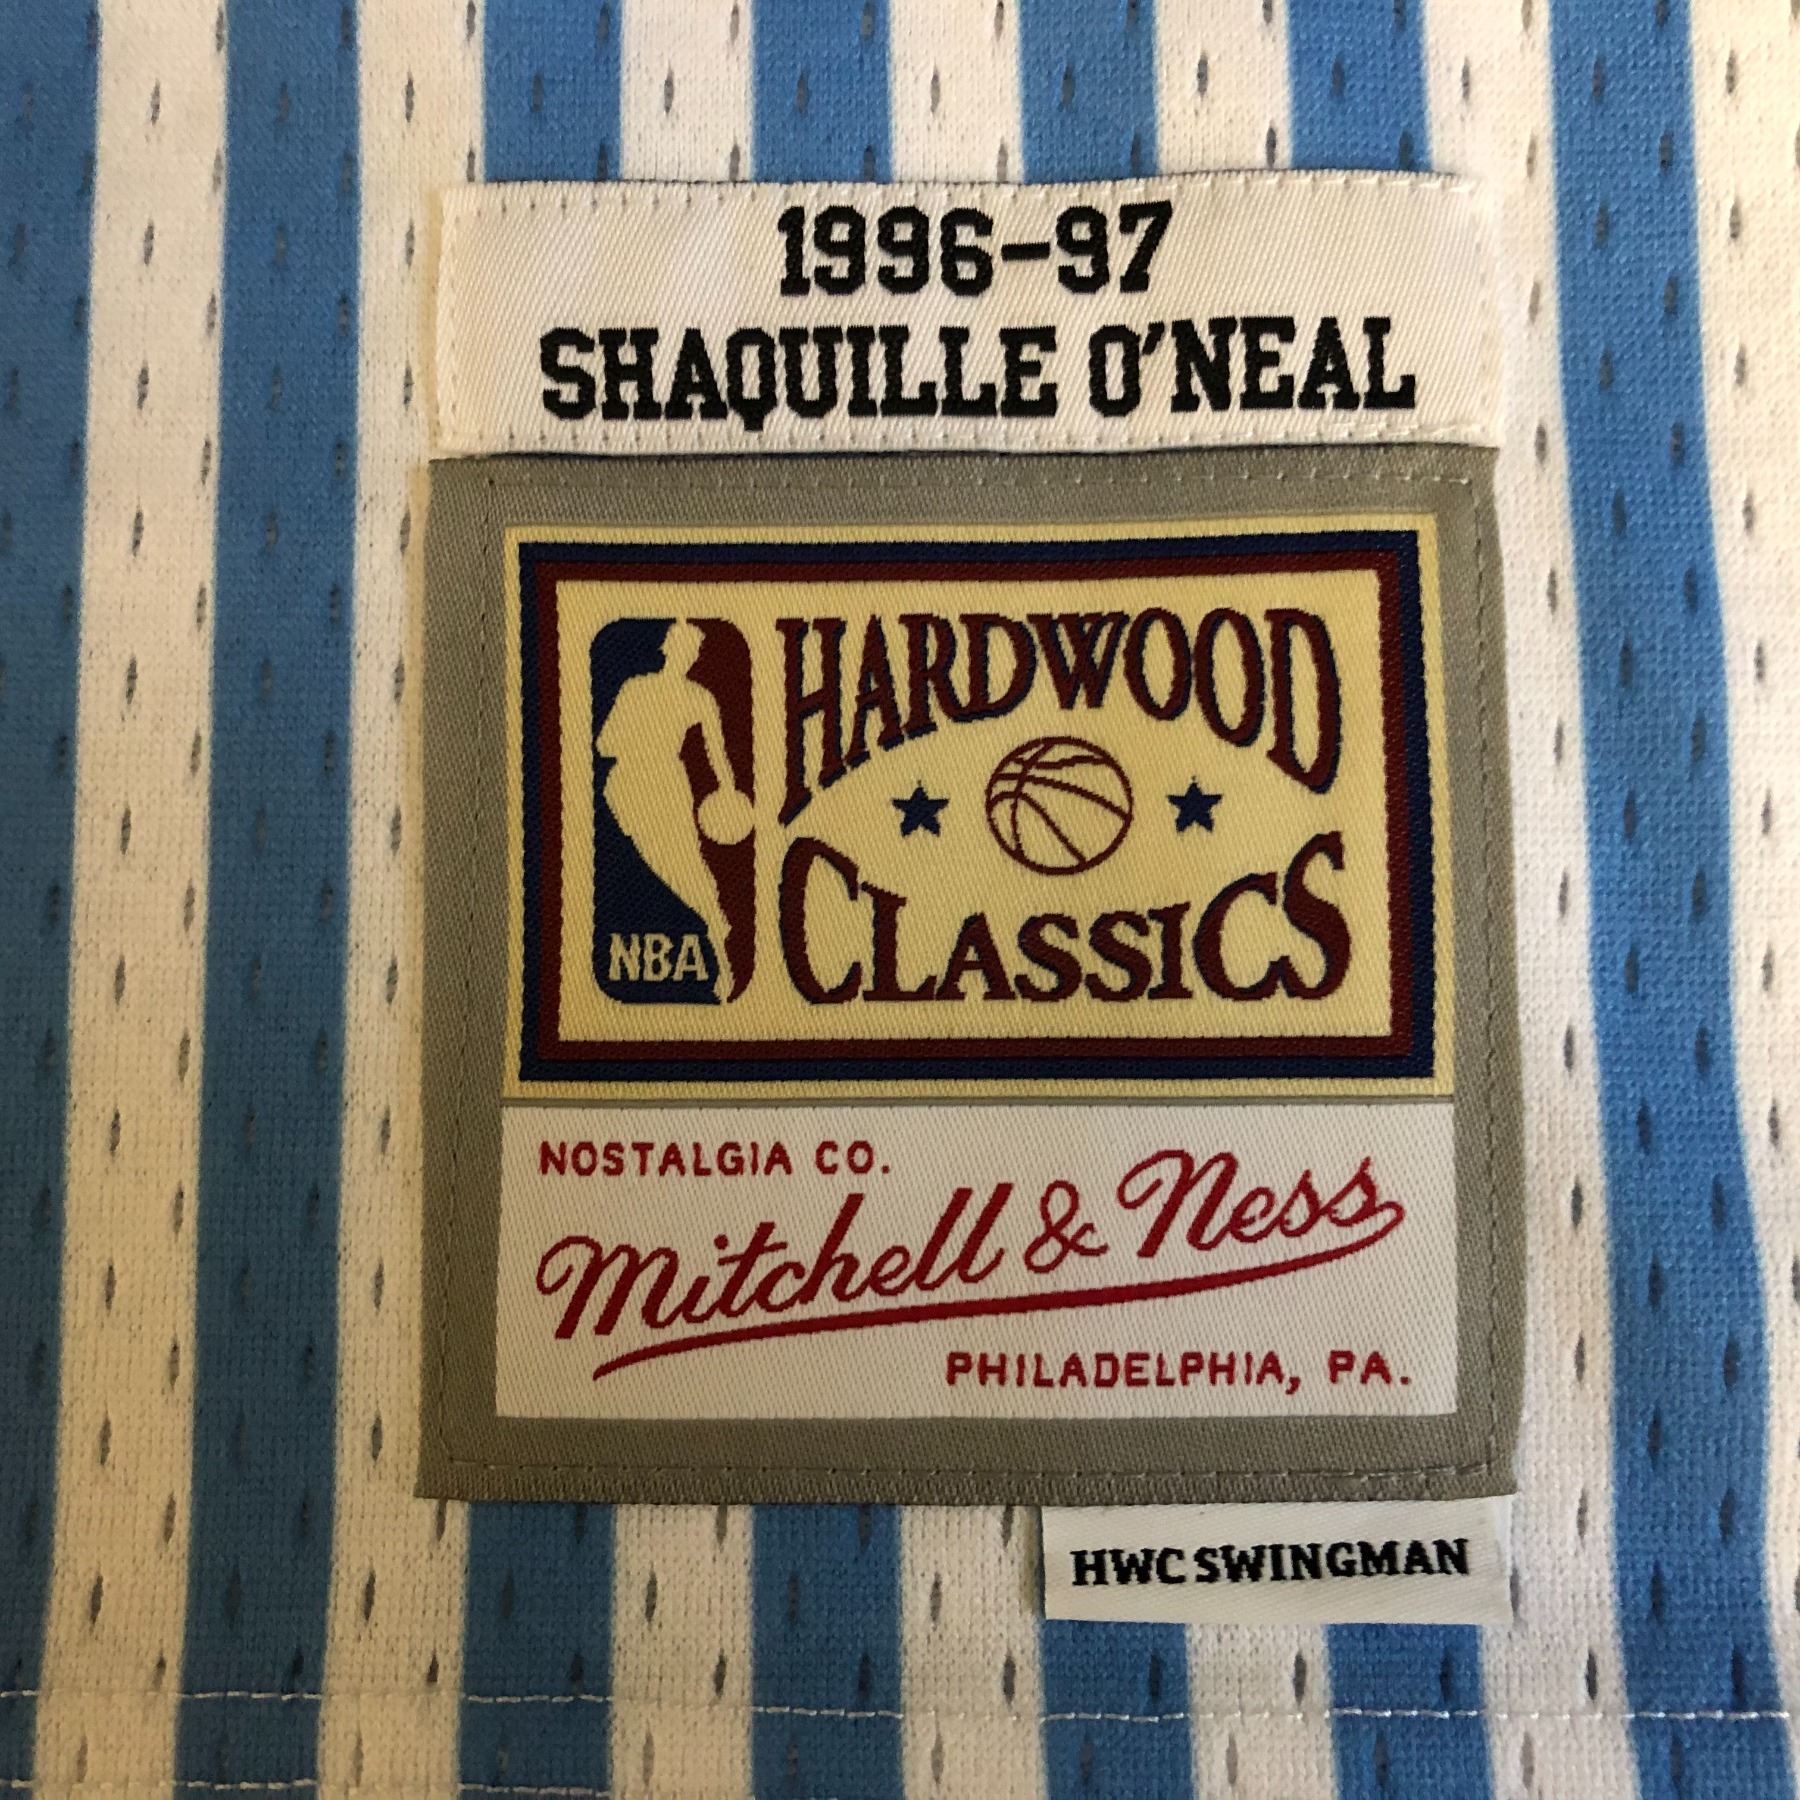 1996-97
SHAQUILLE O'NEAL
HARDWOOD
CLASSICS
NBA
NOSTALGIA CO.
Mitchell & Ness
PHILADELPHIA, PA.
HWC SWINGMAN